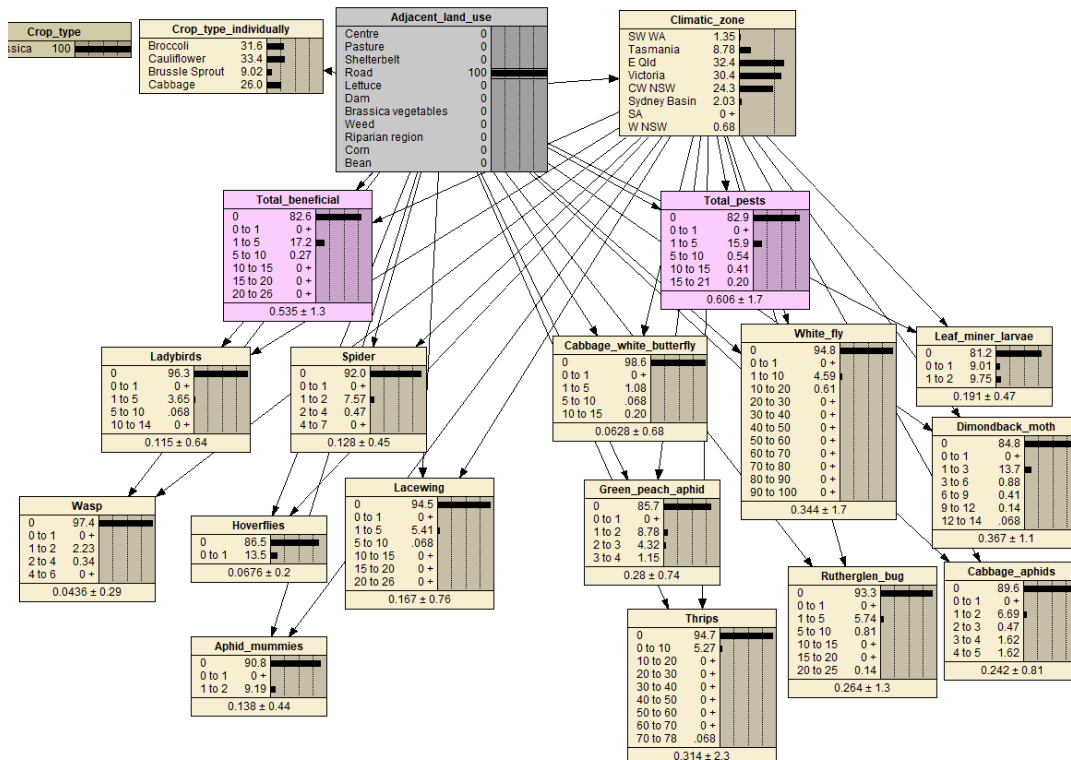 Crop_type
ssica 100
Crop_type_individually
Broccoli 31.6
Cauliflower 33.4
Brussle Sprout 9.02
Cabbage 26.0
Adjacent_land_use
Centre 0
Pasture 0
Shelterbelt 0
Road 100
Lettuce 0
Dam 0
Brassica vegetables 0
Weed 0
Riparian region 0
Corn 0
Bean 0
Climatic_zone
SW WA 1.35
Tasmania 8.78
E Qld 32.4
Victoria 30.4
CW NSW 24.3
Sydney Basin 2.03
SA 0 +
W NSW 0.68
Total_beneficial
0 82.6
0 to 1 0 +
1 to 5 17.2
5 to 10 0.27
10 to 15 0 +
15 to 20 0 +
20 to 26 0 +
0.535 ± 1.3
Total_pests
0 82.9
0 to 1 0 +
1 to 5 15.9
5 to 10 0.54
10 to 15 0.41
15 to 21 0.20
0.606 ± 1.7
Ladybirds
0 96.3
0 to 1 0 +
1 to 5 3.65
5 to 10 .068
10 to 14 0 +
0.115 ± 0.64
Spider
0 92.0
0 to 1 0 +
1 to 2 7.57
2 to 4 0.47
4 to 7 0 +
0.128 ± 0.45
Cabbage_white_butterfly
0 98.6
0 to 1 0 +
1 to 5 1.08
5 to 10 .068
10 to 15 0.20
0.0628 ± 0.68
White_fly
0 94.8
0 to 1 0 +
1 to 10 4.59
10 to 20 0.61
20 to 30 0 +
30 to 40 0 +
40 to 50 0 +
50 to 60 0 +
60 to 70 0 +
70 to 80 0 +
80 to 90 0 +
90 to 100 0 +
0.344 ± 1.7
Leaf_miner_larvae
0 81.2
0 to 1 9.01
1 to 2 9.75
0.191 ± 0.47
Dimondback_moth
0 84.8
0 to 1 0 +
1 to 3 13.7
3 to 6 0.88
6 to 9 0.41
9 to 12 0.14
12 to 14 .068
0.367 ± 1.1
Wasp
0 97.4
0 to 1 0 +
1 to 2 2.23
2 to 4 0.34
4 to 6 0 +
0.0436 ± 0.29
Hoverflies
0 86.5
0 to 1 13.5
0.0676 ± 0.2
Lacewing
0 94.5
0 to 1 0 +
1 to 5 5.41
5 to 10 .068
10 to 15 0 +
15 to 20 0 +
20 to 26 0 +
0.167 ± 0.76
Green_peach_aphid
0 85.7
0 to 1 0 +
1 to 2 8.78
2 to 3 4.32
3 to 4 1.15
0.28 ± 0.74
Rutherglen_bug
0 93.3
0 to 1 0 +
1 to 5 5.74
5 to 10 0.81
10 to 15 0 +
15 to 20 0 +
20 to 25 0.14
0.264 ± 1.3
Cabbage_aphids
0 89.6
0 to 1 0 +
1 to 2 6.69
2 to 3 0.47
3 to 4 1.62
4 to 5 1.62
0.242 ± 0.81
Aphid_mummies
0 90.8
0 to 1 0 +
1 to 2 9.19
0.138 ± 0.44
Thrips
0 94.7
0 to 10 5.27
10 to 20 0 +
20 to 30 0 +
30 to 40 0 +
40 to 50 0 +
50 to 60 0 +
60 to 70 0 +
70 to 78 .068
0.314 ± 2.3